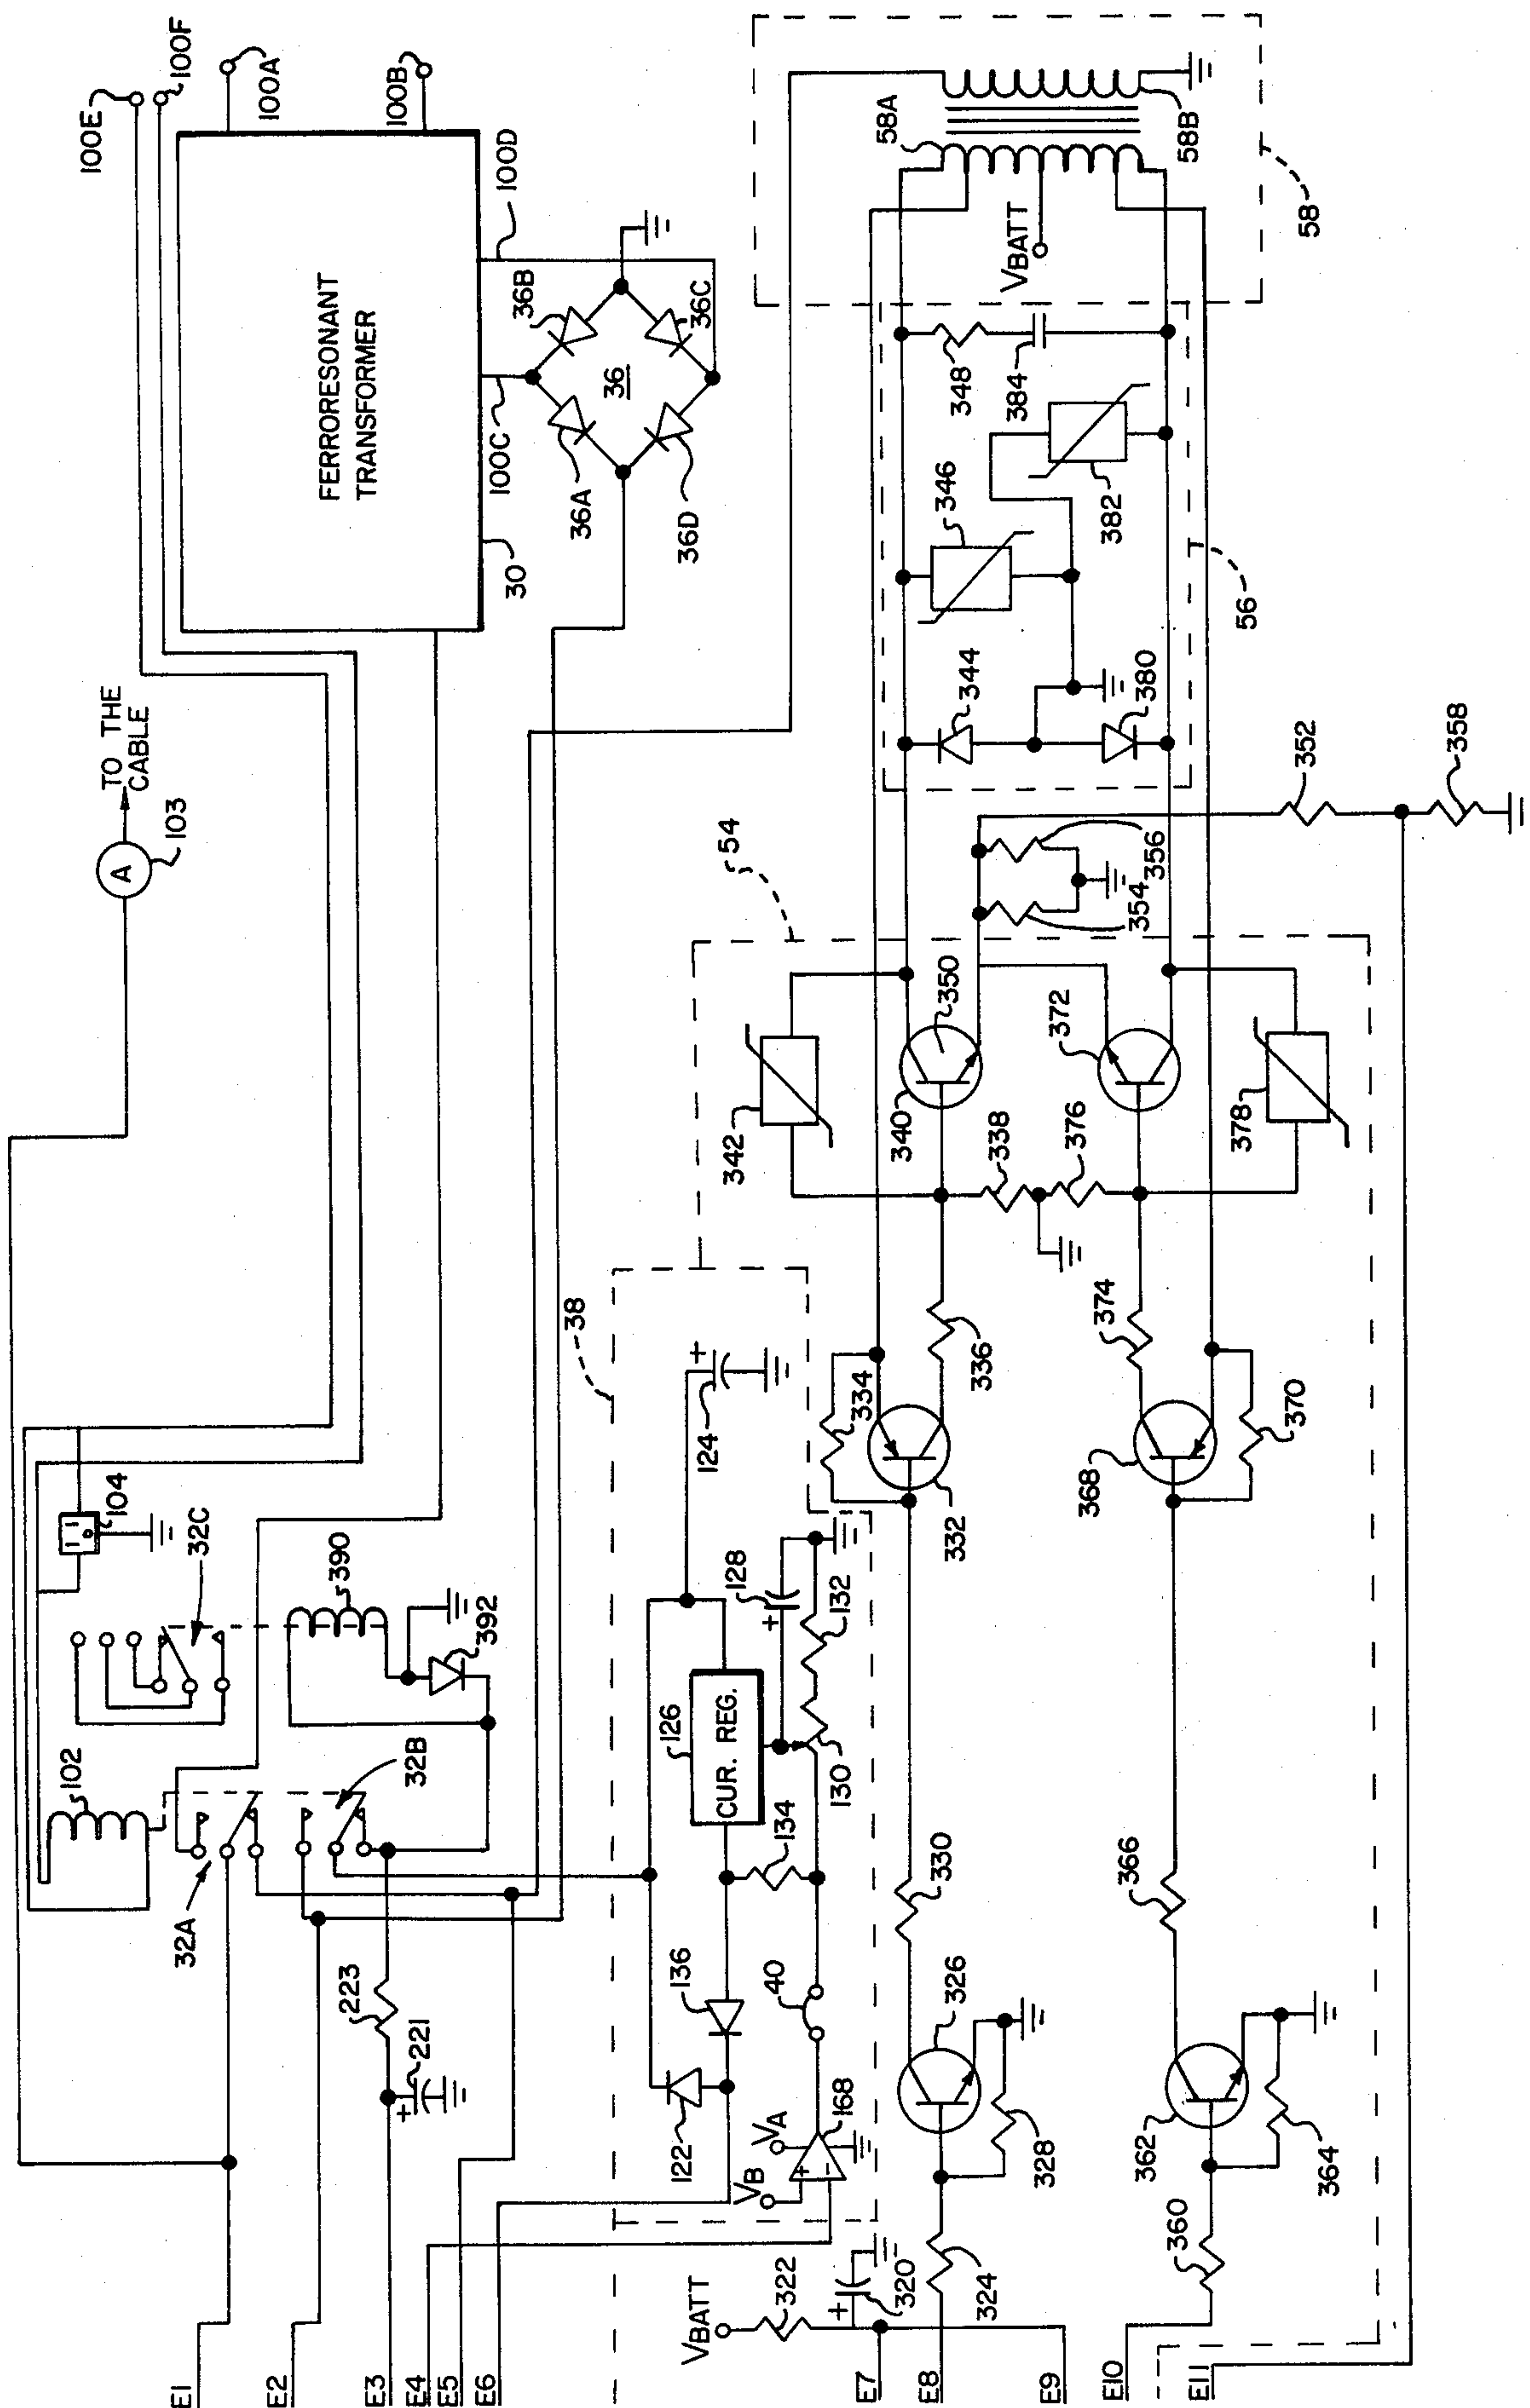 100E
100F
100A
100B
FERRORESONANT
TRANSFORMER
100D
100C
30
36B
36C
36
36A
36D
TO THE
CABLE
A
103
104
32C
390
392
102
32A
32B
223
+
221
E1
E2
E3
E4
E5
E6
58A
58B
VBATT
58
348
384
346
382
56
344
380
352
358
54
356
354
342
340
350
372
378
338
376
38
+
124
334
336
332
374
368
370
126
CUR. REG.
128
+
132
130
134
136
122
40
VA
VB
+
-
168
330
326
328
366
362
364
VBATT
322
+
320
324
360
E7
E8
E9
E10
E11